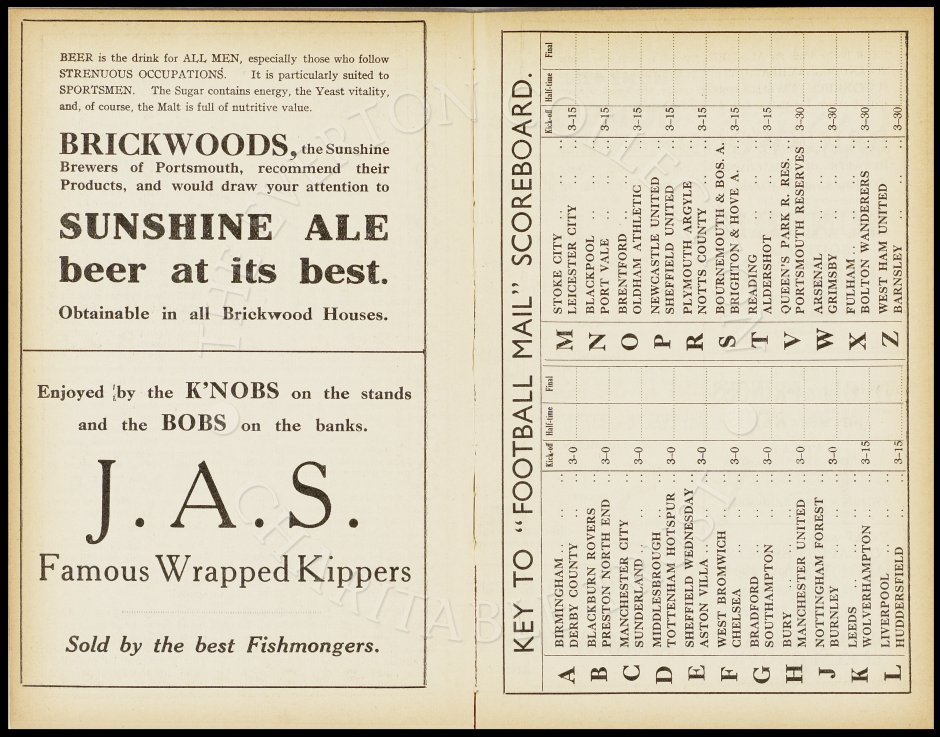 BEER is the drink for ALL MEN, especially those who follow
STRENUOUS OCCUPATIONS. It is particularly suited to
SPORTSMEN. The Sugar contains energy, the Yeast vitality,
and, of course, the Malt is full of nutritive value.
BRICKWOODS, the Sunshine
Brewers of Portsmouth, recommend their
Products, and would draw your attention to
SUNSHINE ALE
beer at its best.
Obtainable in all Brickwood Houses.
Enjoyed by the K'NOBS on the stands
and the BOBS on the banks.
J.A.S.
Famous Wrapped Kippers
Sold by the best Fishmongers.
KEY TO "FOOTBALL MAIL" SCOREBOARD.
Kick-off Half-time Final
A BIRMINGHAM
DERBY COUNTY 3-0
B BLACKBURN ROVERS
PRESTON NORTH END 3-0
C MANCHESTER CITY
SUNDERLAND 3-0
D MIDDLESBROUGH
TOTTENHAM HOTSPUR 3-0
E SHEFFIELD WEDNESDAY
ASTON VILLA 3-0
F WEST BROMWICH
CHELSEA 3-0
G BRADFORD
SOUTHAMPTON 3-0
H BURY
MANCHESTER UNITED 3-0
J NOTTINGHAM FOREST
BURNLEY 3-0
K LEEDS
WOLVERHAMPTON 3-15
L LIVERPOOL
HUDDERSFIELD 3-15
Kick-off Half-time Final
M STOKE CITY
LEICESTER CITY 3-15
N BLACKPOOL
PORT VALE 3-15
O BRENTFORD
OLDHAM ATHLETIC 3-15
P NEWCASTLE UNITED
SHEFFIELD UNITED 3-15
R PLYMOUTH ARGYLE
NOTTS COUNTY 3-15
S BOURNEMOUTH & BOS. A.
BRIGHTON & HOVE A. 3-15
T READING
ALDERSHOT 3-15
V QUEEN'S PARK R. RES.
PORTSMOUTH RESERVES 3-30
W ARSENAL
GRIMSBY 3-30
X FULHAM
BOLTON WANDERERS 3-30
Z WEST HAM UNITED
BARNSLEY 3-30